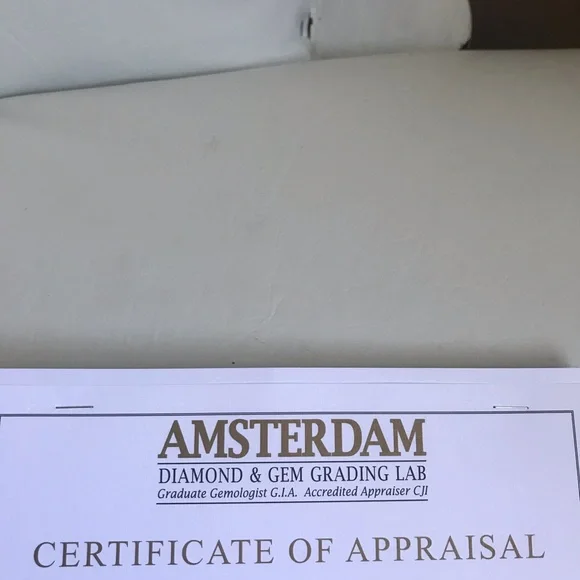 AMSTERDAM
DIAMOND & GEM GRADING LAB
Graduate Gemologist G.I.A. Accredited Appraiser CJI
CERTIFICATE OF APPRAISAL